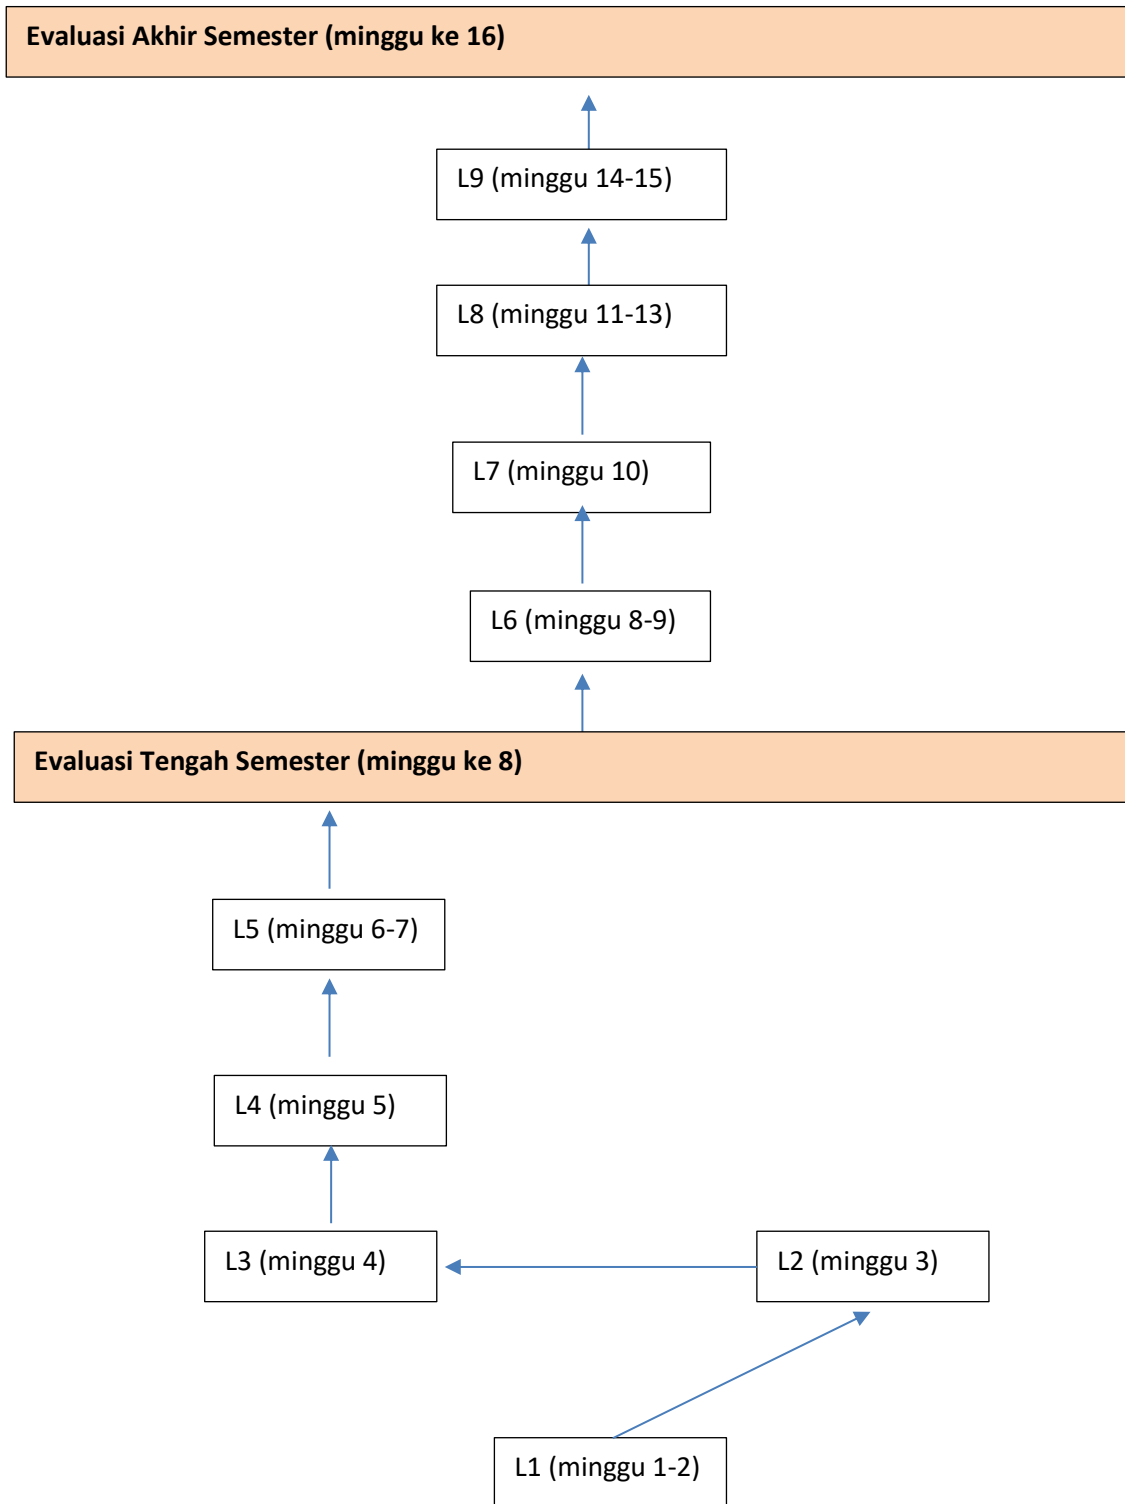 Evaluasi Akhir Semester (minggu ke 16)
L9 (minggu 14-15)
L8 (minggu 11-13)
L7 (minggu 10)
L6 (minggu 8-9)
Evaluasi Tengah Semester (minggu ke 8)
L5 (minggu 6-7)
L4 (minggu 5)
L3 (minggu 4)
L2 (minggu 3)
L1 (minggu 1-2)